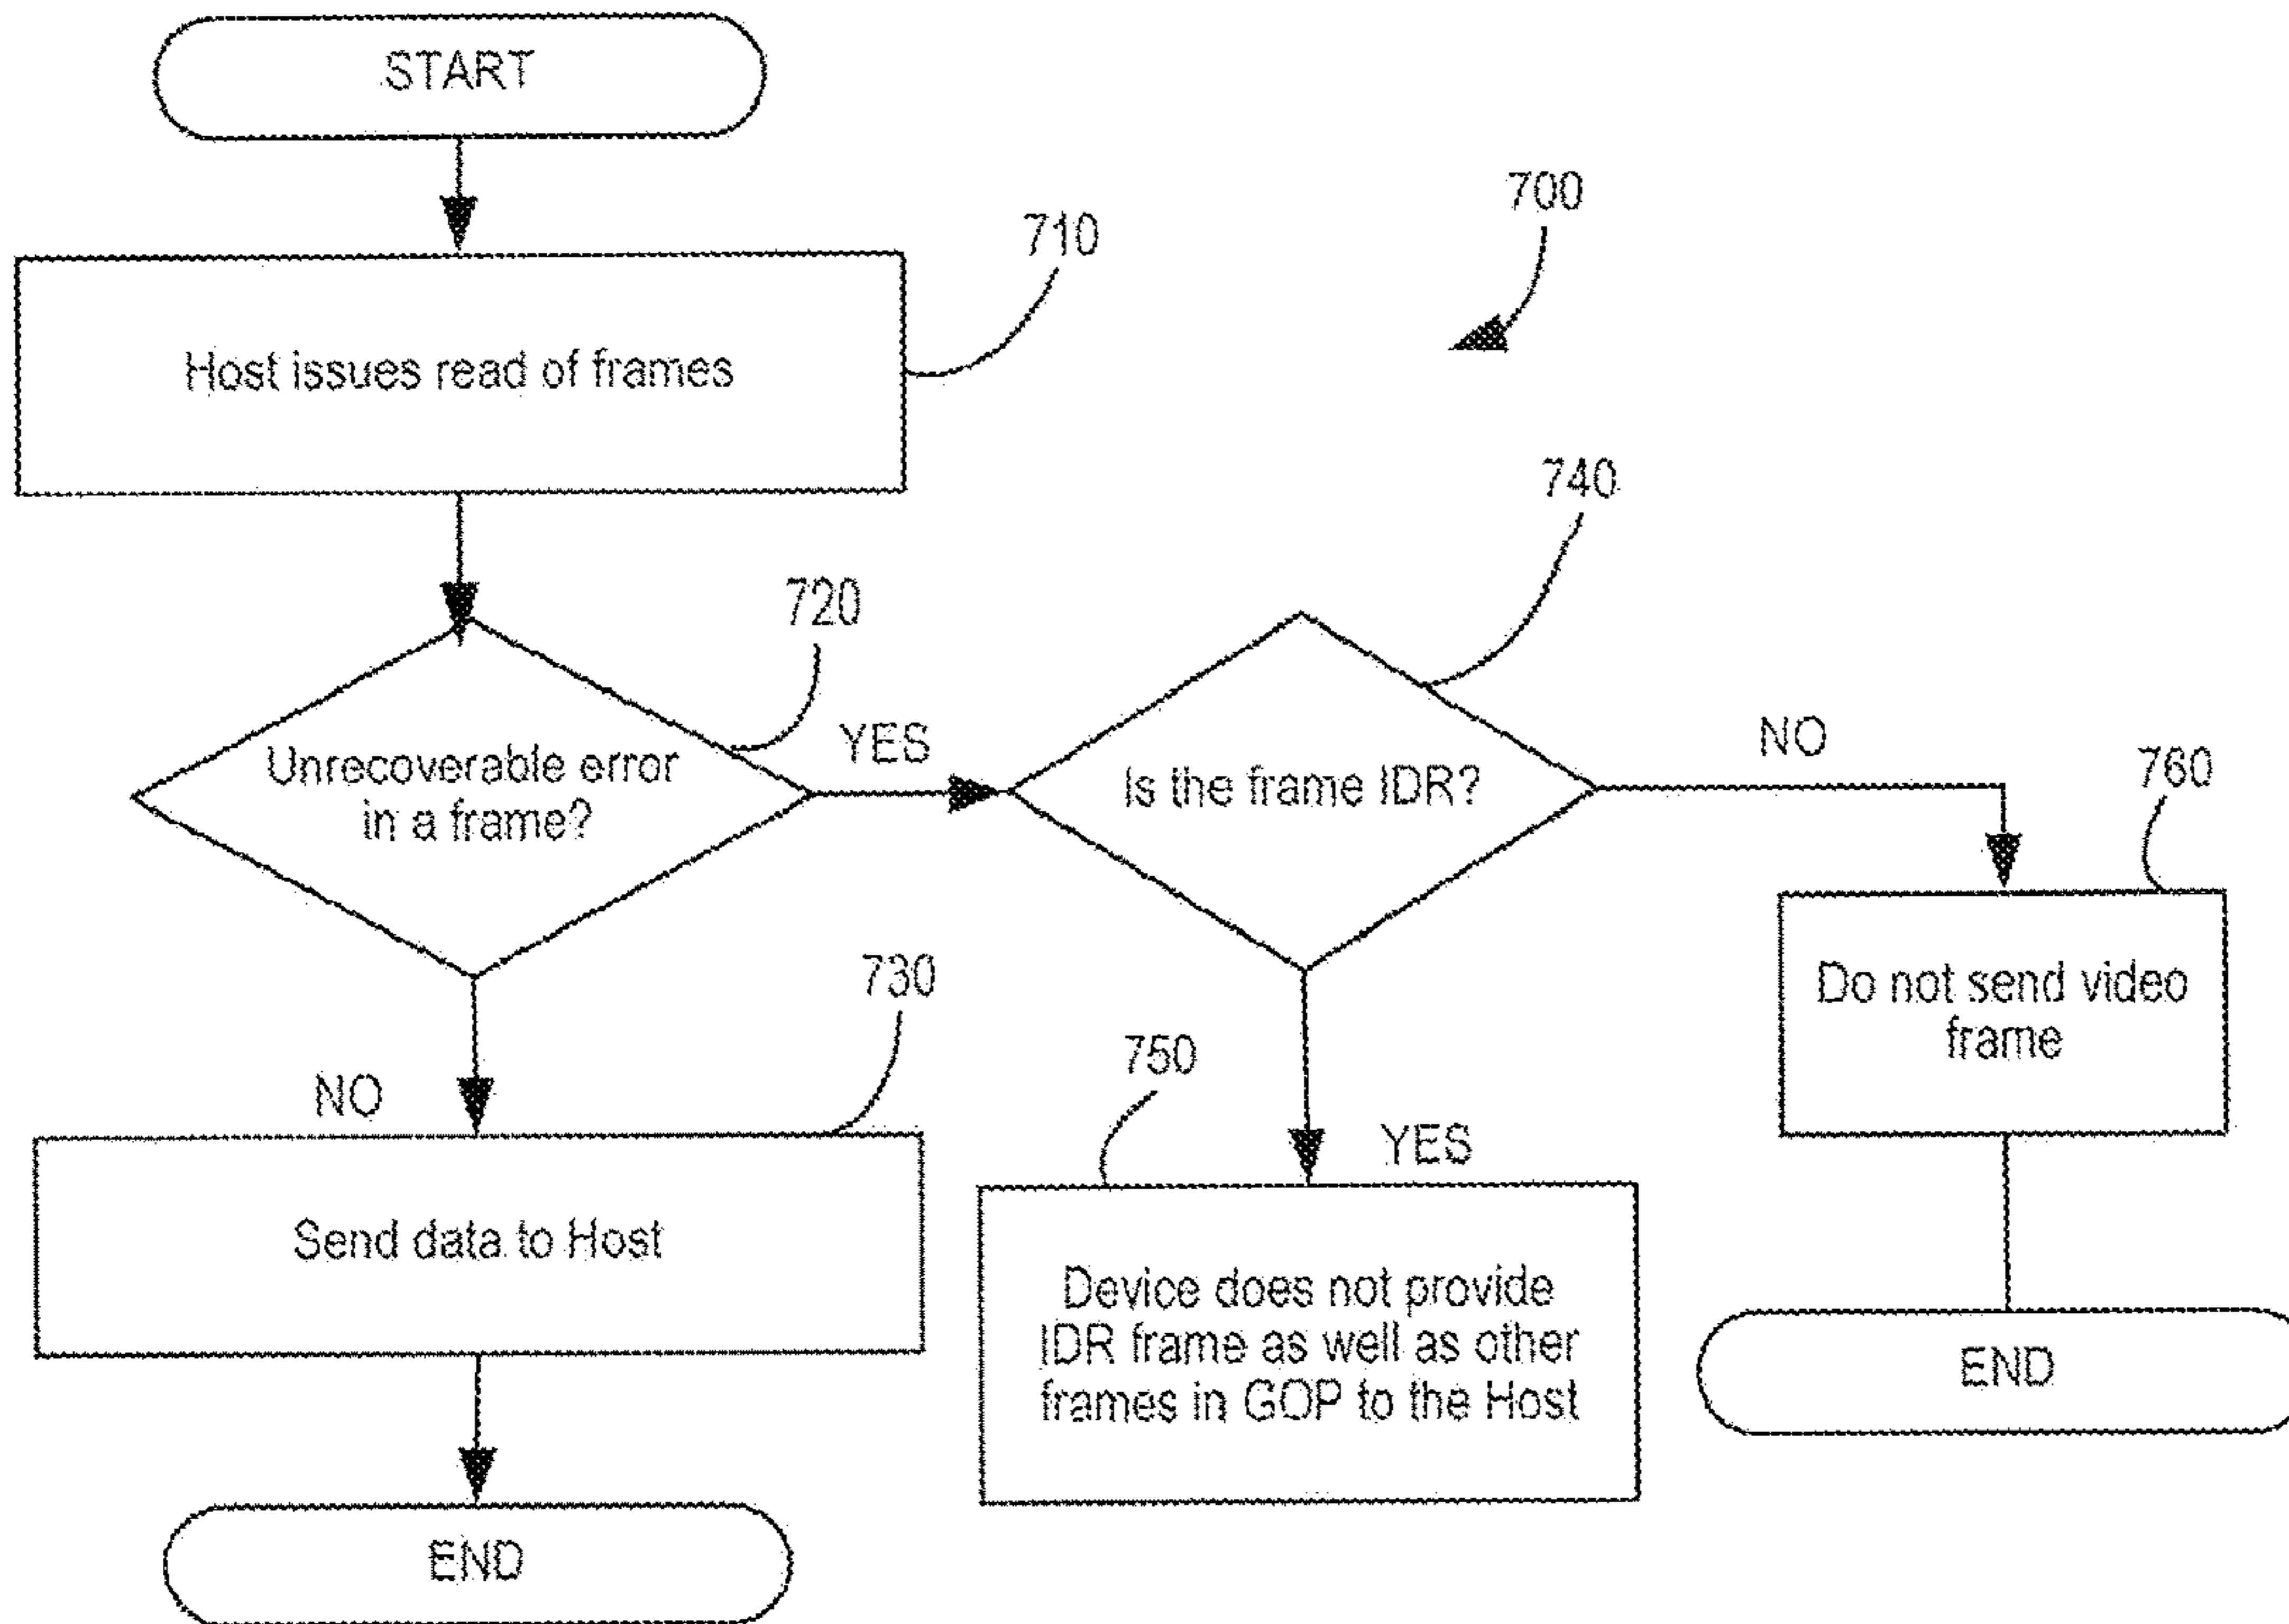 START
700
710
Host issues read of frames
740
720
Unrecoverable error
in a frame?
YES
Is the frame IDR?
NO
760
Do not send video
frame
730
NO
750
YES
Send data to Host
Device does not provide
IDR frame as well as other
frames in GOP to the Host
END
END